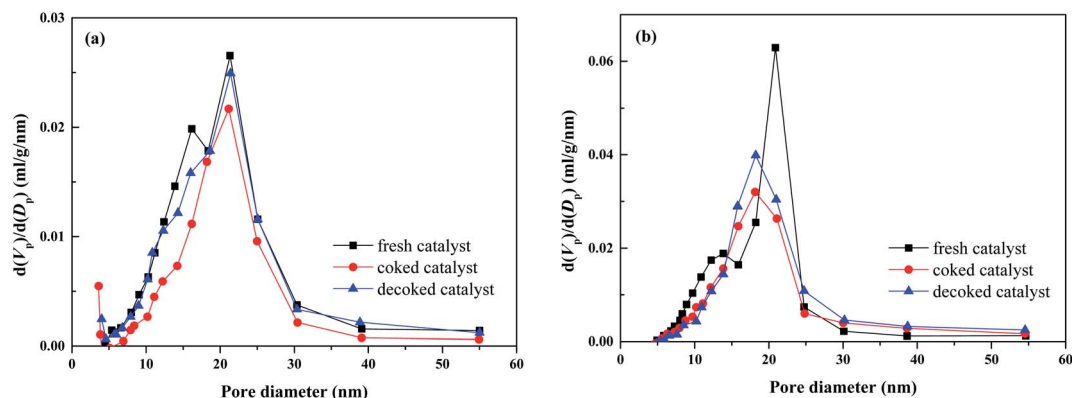 (a)
0.03
0.02
0.01
0.00
d(Vp)/d(Dp) (ml/g/nm)
fresh catalyst
coked catalyst
decoked catalyst
0 10 20 30 40 50 60
Pore diameter (nm)
(b)
0.06
0.04
0.02
0.00
d(Vp)/d(Dp) (ml/g/nm)
fresh catalyst
coked catalyst
decoked catalyst
0 10 20 30 40 50 60
Pore diameter (nm)